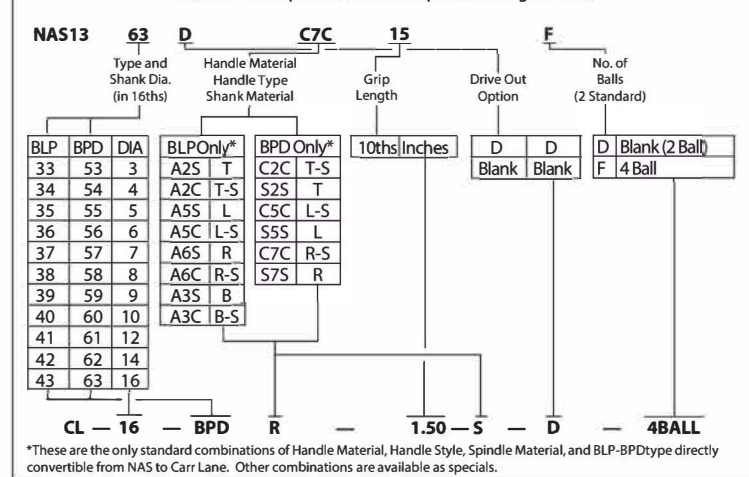 NAS13 63 D C7C 15 F
Type and Shank Dia. (in 16ths)
Handle Material Handle Type Shank Material
Grip Length
Drive Out Option
No. of Balls (2 Standard)
BLP BPD DIA
33 53 3
34 54 4
35 55 5
36 56 6
37 57 7
38 58 8
39 59 9
40 60 10
41 61 12
42 62 14
43 63 16
BLPOnly*
A2S T
A2C T-S
A5S L
A5C L-S
A6S R
A6C R-S
A3S B
A3C B-S
BPD Only*
C2C T-S
S2S T
C5C L-S
S5S L
C7C R-S
S7S R
10ths Inches
D D
Blank Blank
D Blank (2 Ball)
F 4 Ball
CL — 16 — BPD R — 1.50 — S — D — 4BALL
*These are the only standard combinations of Handle Material, Handle Style, Spindle Material, and BLP-BPDtype directly
convertible from NAS to Carr Lane. Other combinations are available as specials.